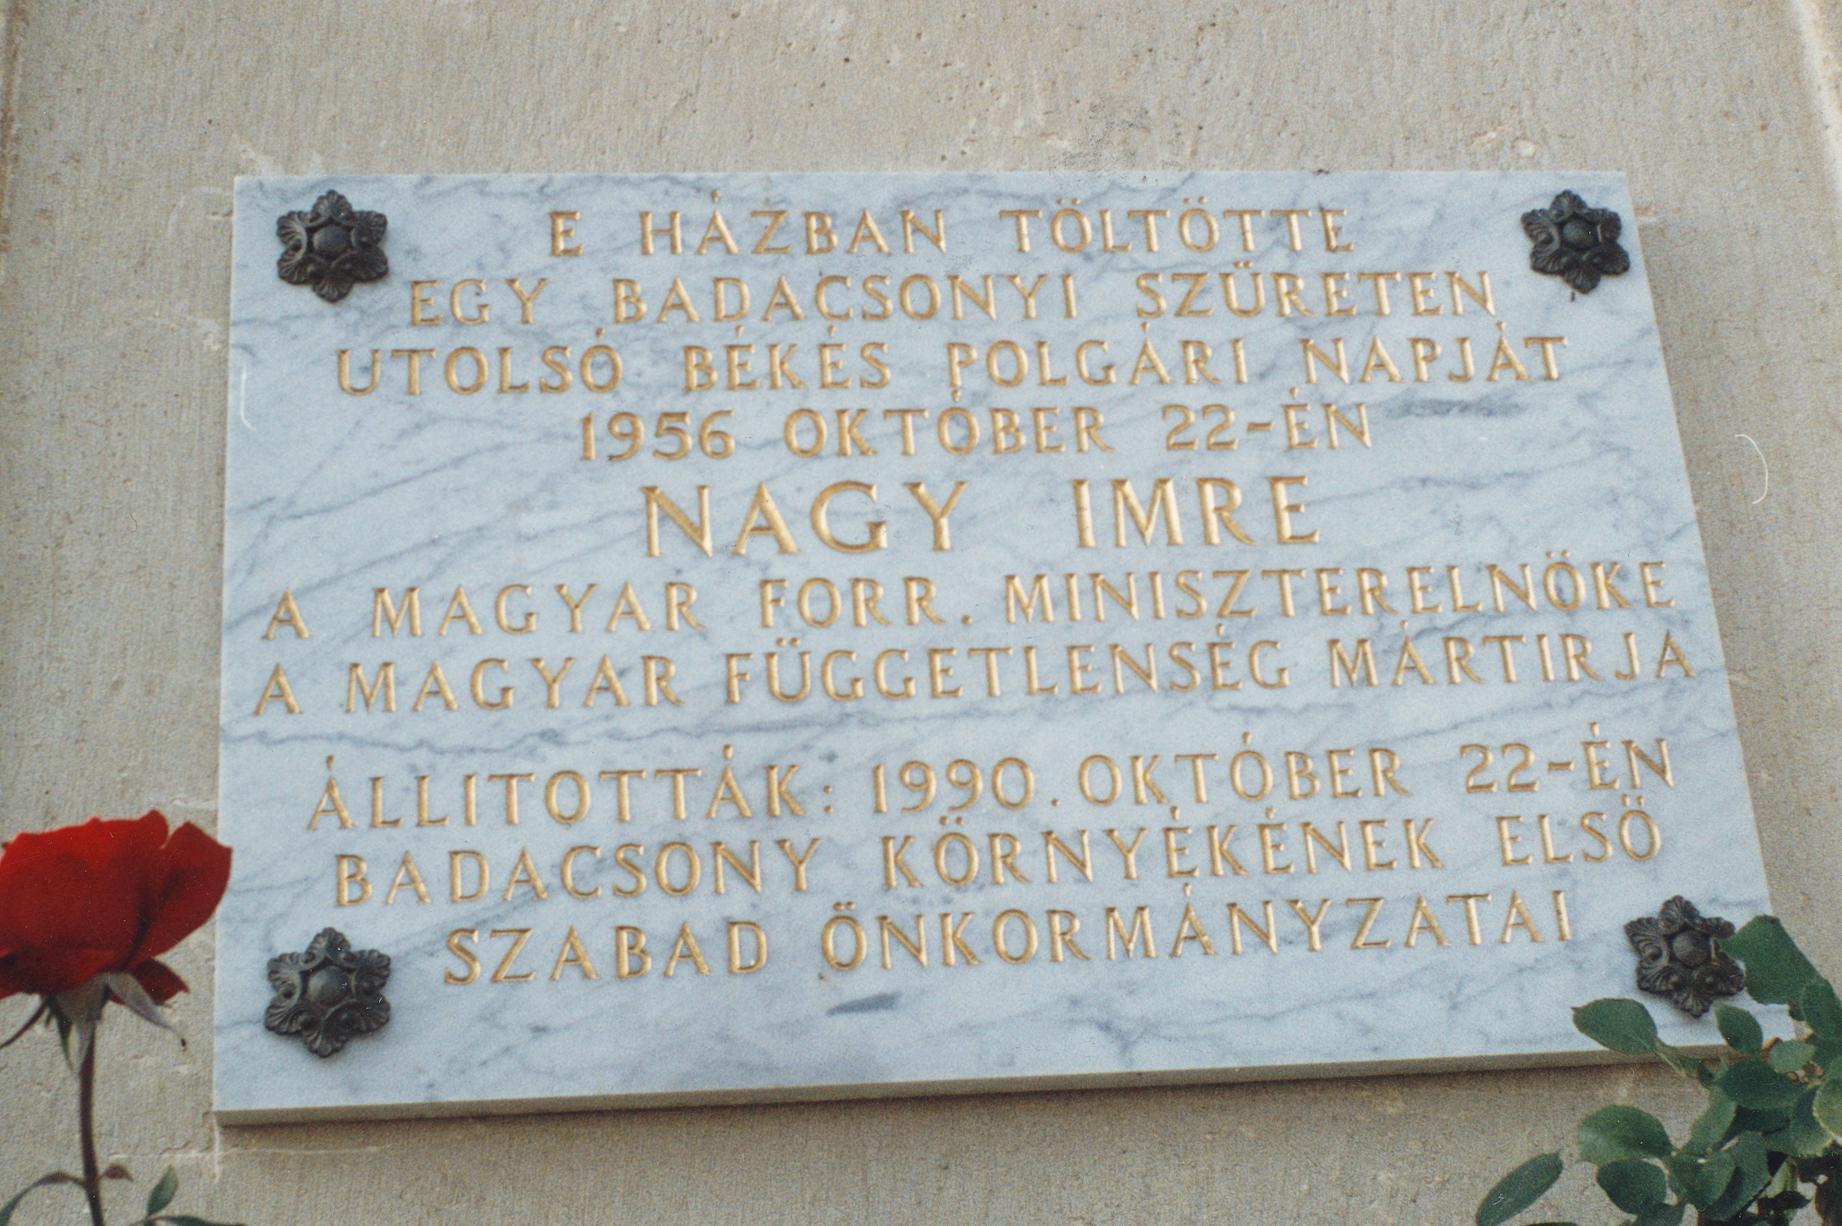 E HÁZBAN TÖLTÖTTE
EGY BADACSONYI SZÜRETEN
UTOLSÓ BÉKÉS POLGÁRI NAPJÁT
1956 OKTÓBER 22-ÉN
NAGY IMRE
A MAGYAR FORR. MINISZTERELNÖKE
A MAGYAR FÜGGETLENSÉG MÁRTIRJA
ÁLLITOTTÁK: 1990. OKTÓBER 22-ÉN
BADACSONY KÖRNYÉKÉNEK ELSŐ
SZABAD ÖNKORMÁNYZATAI